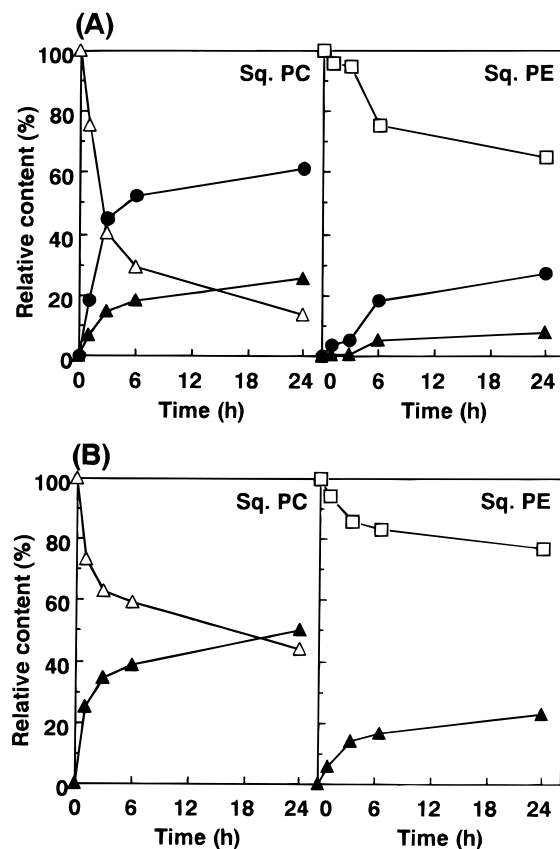 (A)
Sq. PC
Sq. PE
Relative content (%)
100
80
60
40
20
0
0 6 12 18 24
0 6 12 18 24
Time (h)
Time (h)
(B)
Sq. PC
Sq. PE
Relative content (%)
100
80
60
40
20
0
0 6 12 18 24
0 6 12 18 24
Time (h)
Time (h)